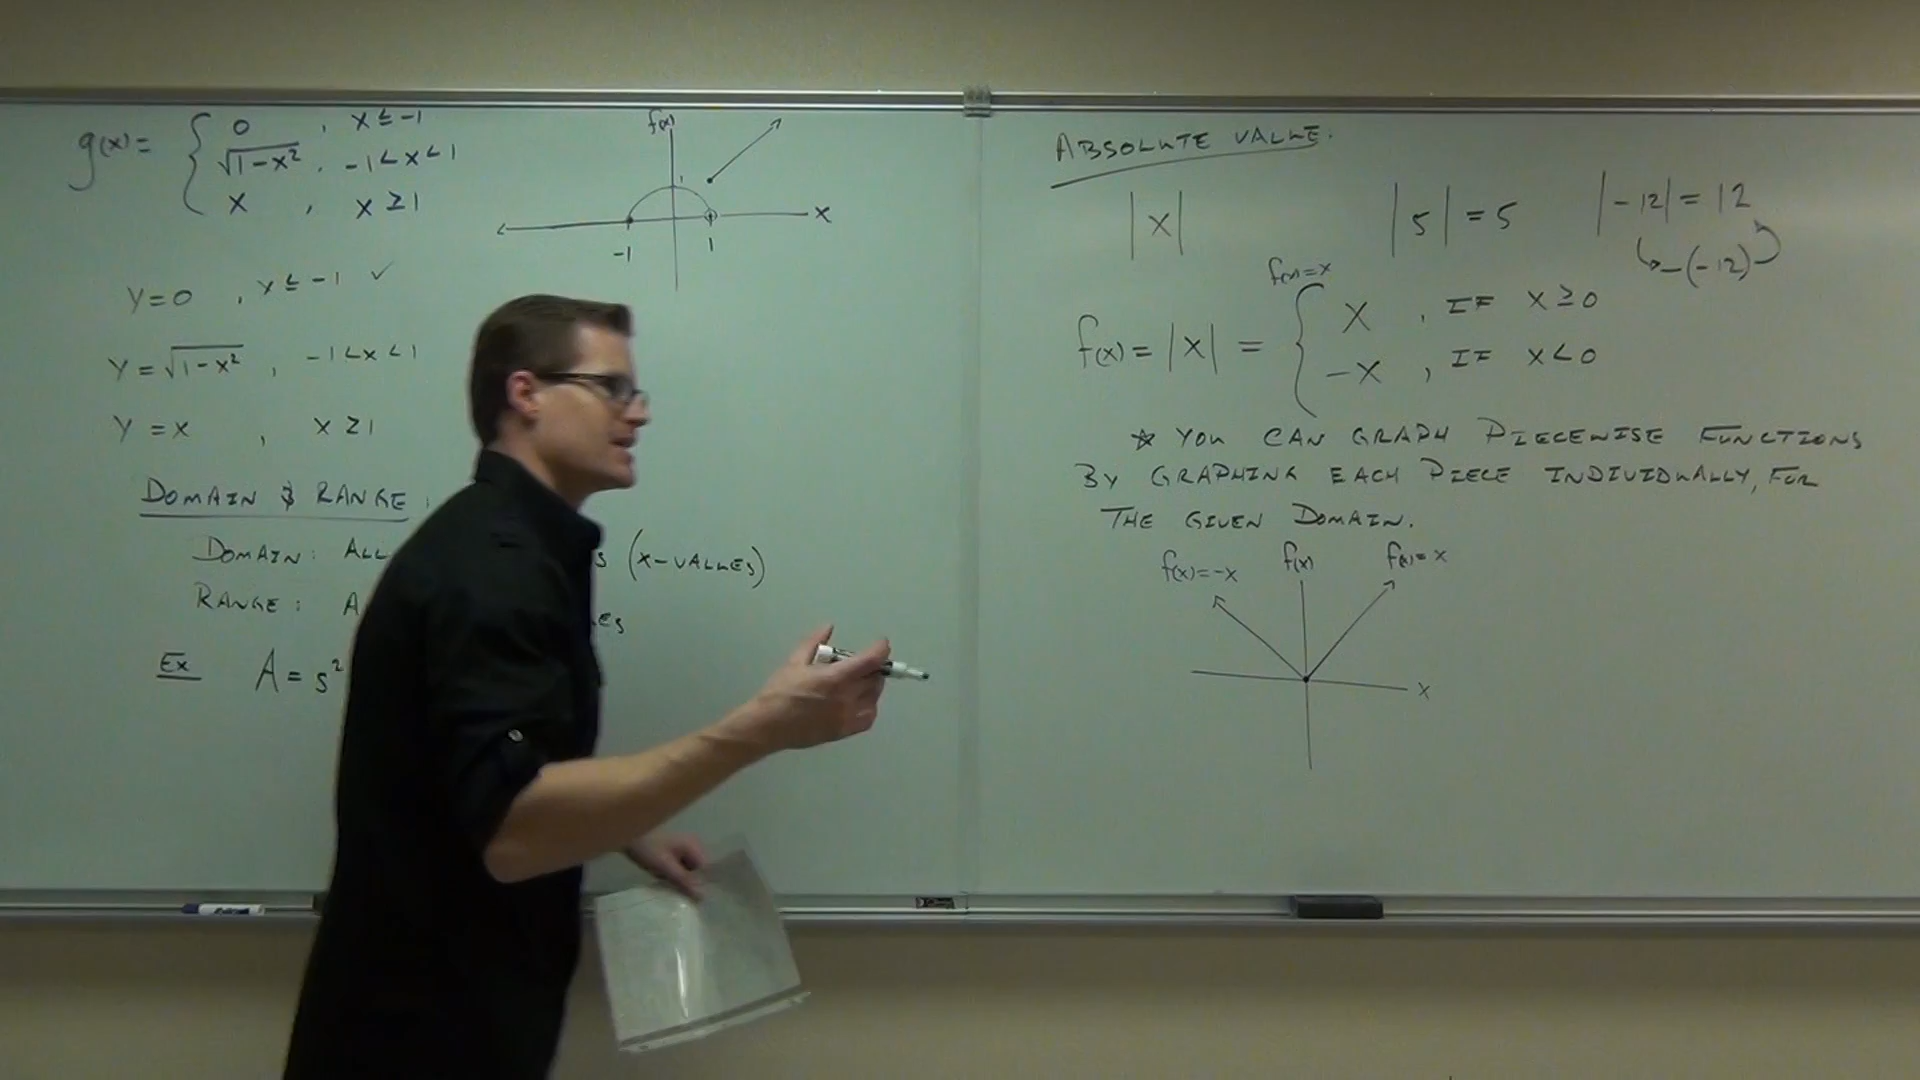 g(x) = { 0 , x ≤ -1
√(1-x²) , -1 < x < 1
x , x ≥ 1
f(x)
1
x
-1
1
y = 0 , x ≤ -1 ✓
y = √(1-x²) , -1 < x < 1
y = x , x ≥ 1
DOMAIN & RANGE :
DOMAIN: ALL (x-VALUES)
RANGE:
Ex A = s²
ABSOLUTE VALUE.
|x| |5| = 5 |-12| = 12
-(-12)
f(x)=x
f(x) = |x| = { x , IF x ≥ 0
-x , IF x < 0
☆ YOU CAN GRAPH PIECEWISE FUNCTIONS
BY GRAPHING EACH PIECE INDIVIDUALLY, FOR
THE GIVEN DOMAIN.
f(x)=-x f(x) f(x)=x
x